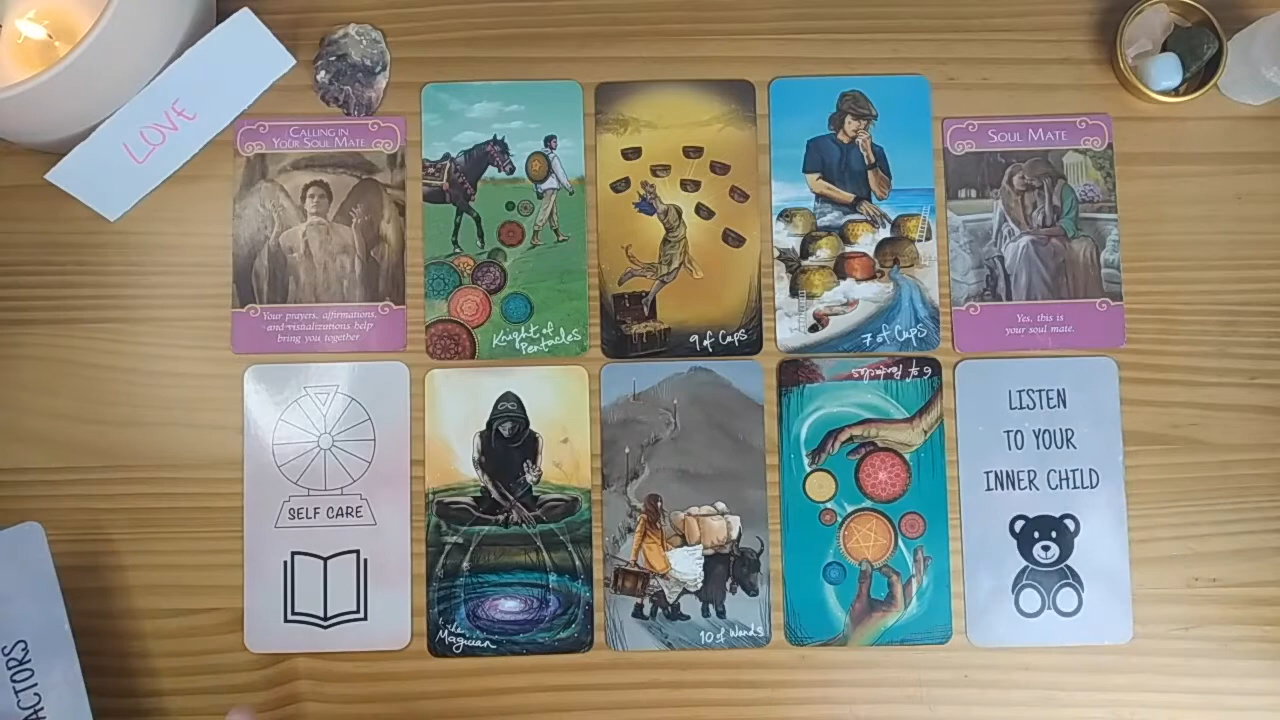 LOVE
CALLING IN
YOUR SOUL MATE
Your prayers, affirmations,
and visualizations help
bring you together
Knight of
Pentacles
9 of Cups
7 of Cups
SOUL MATE
Yes, this is
your soul mate.
SELF CARE
the
Magician
10 of Wands
6 of Pentacles
LISTEN
TO YOUR
INNER CHILD
ACTORS